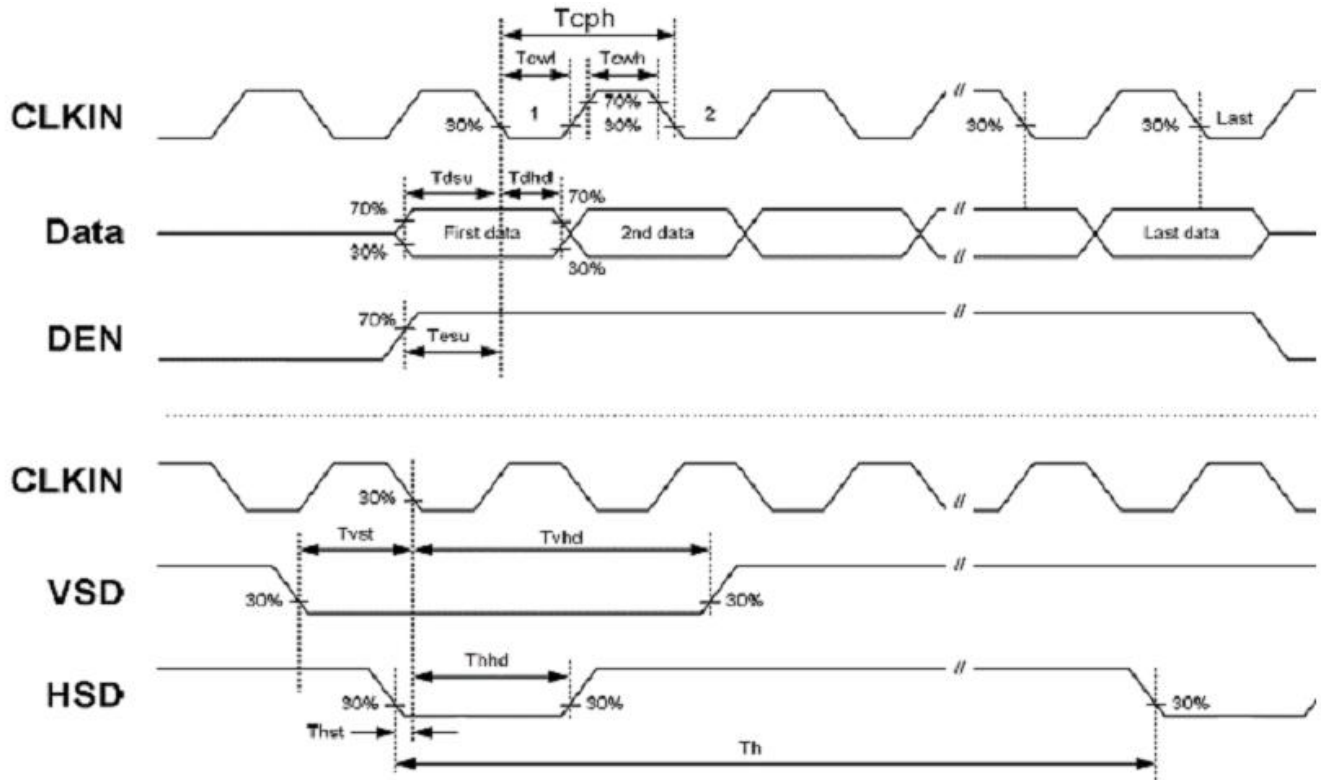 Tcph
Tcwl Tcwh
CLKIN 30% 1 70% 30% 2 30% 30% Last
Tdsu Tdhd
70% 70%
Data First data 2nd data Last data
30% 30%
DEN 70%
Tesu
CLKIN 30%
Tvst Tvhd
VSD 30% 30%
Thhd
HSD 30% 30% 30%
Thst
Th